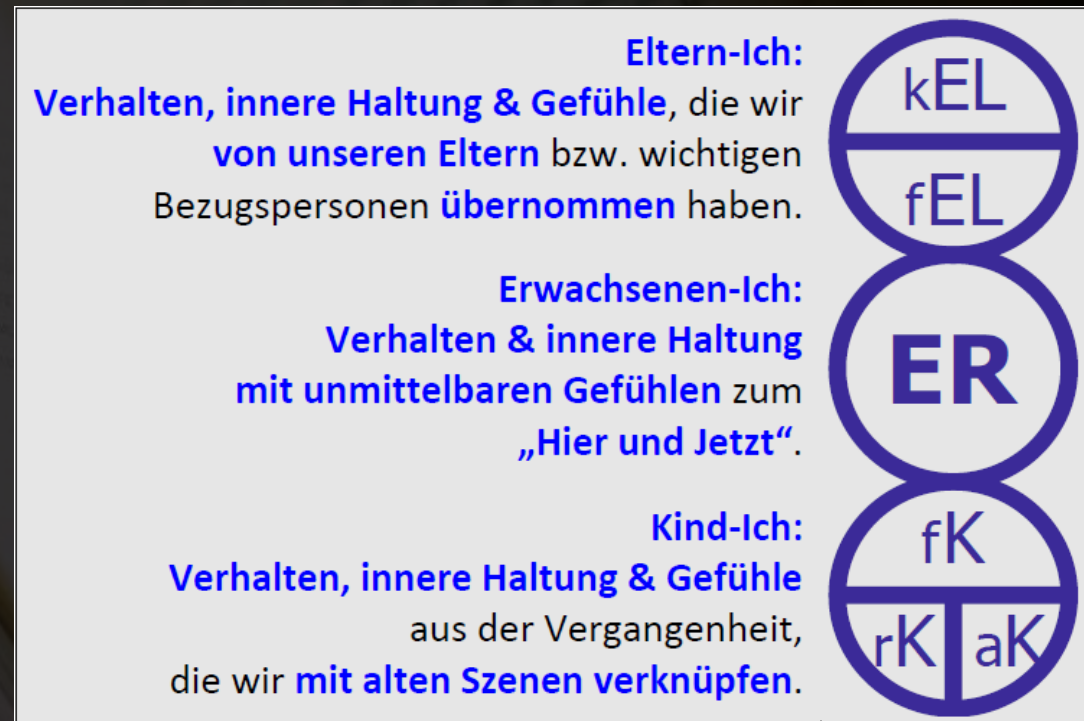 Eltern-Ich:
Verhalten, innere Haltung & Gefühle, die wir
von unseren Eltern bzw. wichtigen
Bezugspersonen übernommen haben.
Erwachsenen-Ich:
Verhalten & innere Haltung
mit unmittelbaren Gefühlen zum
„Hier und Jetzt“.
Kind-Ich:
Verhalten, innere Haltung & Gefühle
aus der Vergangenheit,
die wir mit alten Szenen verknüpfen.
kEL
fEL
ER
fK
rK aK